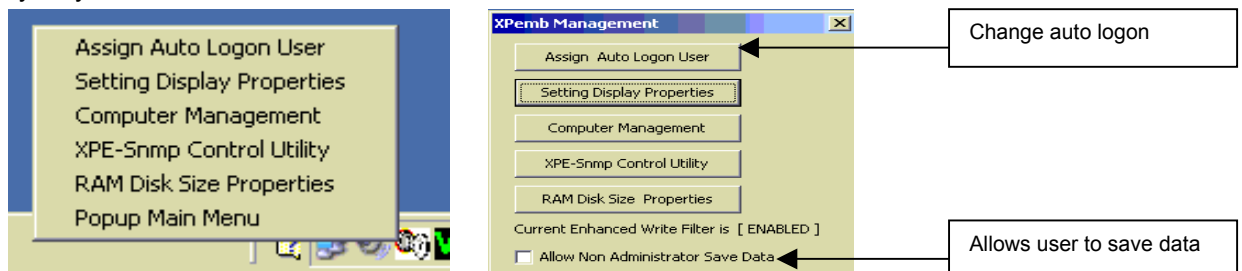 Assign Auto Logon User
Setting Display Properties
Computer Management
XPE-Snmp Control Utility
RAM Disk Size Properties
Popup Main Menu
XPemb Management
Assign Auto Logon User
Setting Display Properties
Computer Management
XPE-Snmp Control Utility
RAM Disk Size Properties
Current Enhanced Write Filter is [ ENABLED ]
Allow Non Administrator Save Data
Change auto logon
Allows user to save data